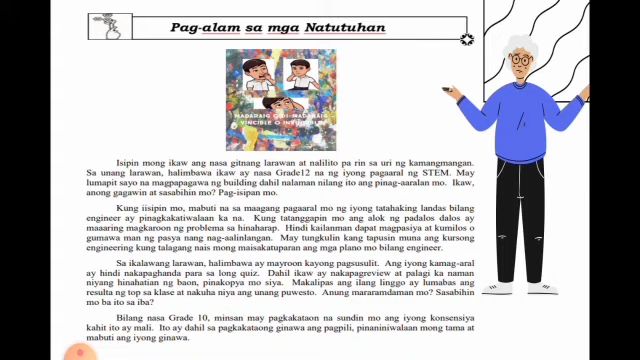 Pag-alam sa mga Natutuhan
MADARAIG O DI-MADARAIG
VINCIBLE O INVINCIBLE
Isipin mong ikaw ang nasa gitnang larawan at nalilito pa rin sa uri ng kamangmangan.
Sa unang larawan, halimbawa ikaw ay nasa Grade12 na ng iyong pagaaral ng STEM. May
lumapit sayo na magpapagawa ng building dahil nalaman nilang ito ang pinag-aaralan mo. Ikaw,
anong gagawin at sasabihin mo? Pag-isipan mo.
Kung iisipin mo, mabuti na sa maagang pagaaral mo ng iyong tatahaking landas bilang
engineer ay pinagkakatiwalaan ka na. Kung tatanggapin mo ang alok ng padalos dalos ay
maaaring magkaroon ng problema sa hinaharap. Hindi kailanman dapat magpasiya at kumilos o
gumawa man ng pasya nang nag-aalinlangan. May tungkulin kang tapusin muna ang kursong
engineering kung talagang nais mong maisakatuparan ang mga plano mo bilang engineer.
Sa ikalawang larawan, halimbawa ay mayroon kayong pagsusulit. Ang iyong kamag-aral
ay hindi nakapaghanda para sa long quiz. Dahil ikaw ay nakapagreview at palagi ka naman
niyang hinahatian ng baon, pinakopya mo siya. Makalipas ang ilang linggo ay lumabas ang
resulta ng top sa klase at nakuha niya ang unang puwesto. Anong mararamdaman mo? Sasabihin
mo ba ito sa iba?
Bilang nasa Grade 10, minsan may pagkakataon na sundin mo ang iyong konsensiya
kahit ito ay mali. Ito ay dahil sa pagkakataong ginawa ang pagpili, pinaniniwalaan mong tama at
mabuti ang iyong ginawa.